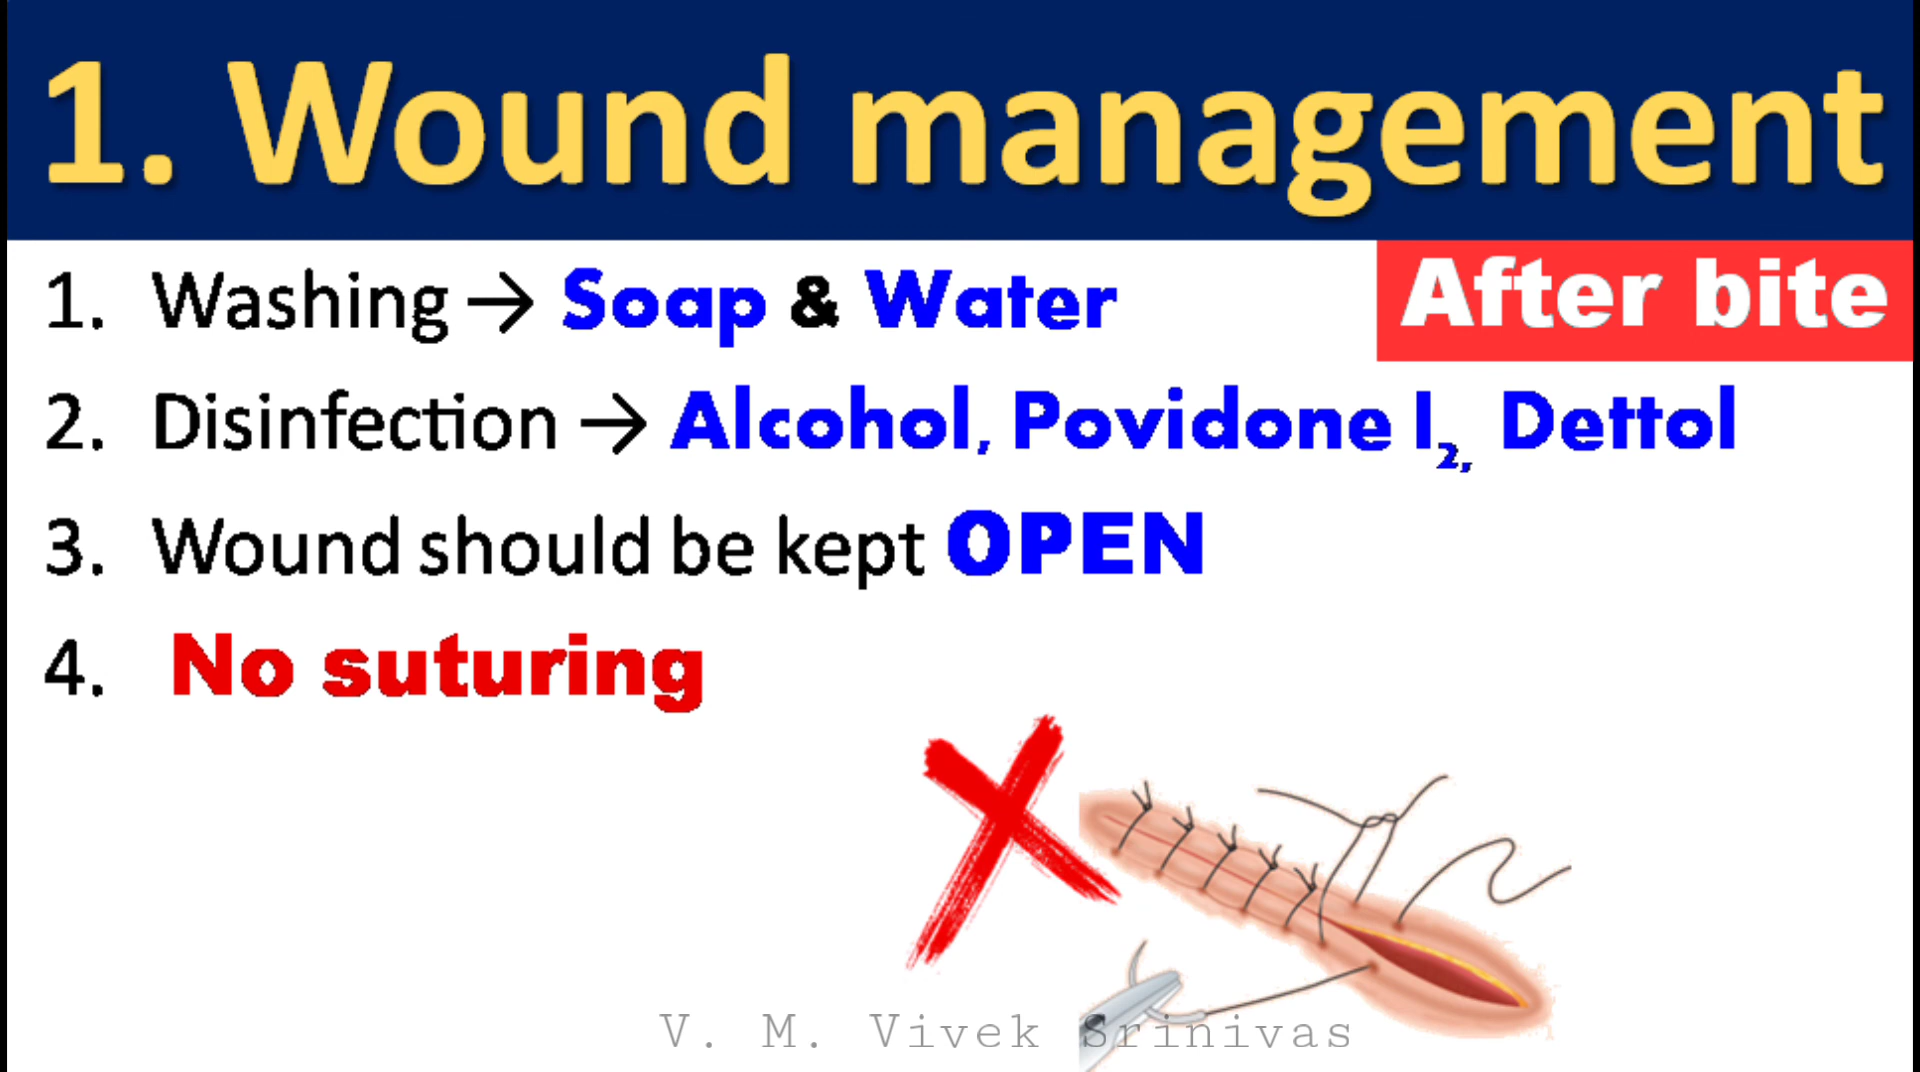 1. Wound management
After bite
1. Washing → Soap & Water
2. Disinfection → Alcohol, Povidone I₂, Dettol
3. Wound should be kept OPEN
4. No suturing
V. M. Vivek Srinivas